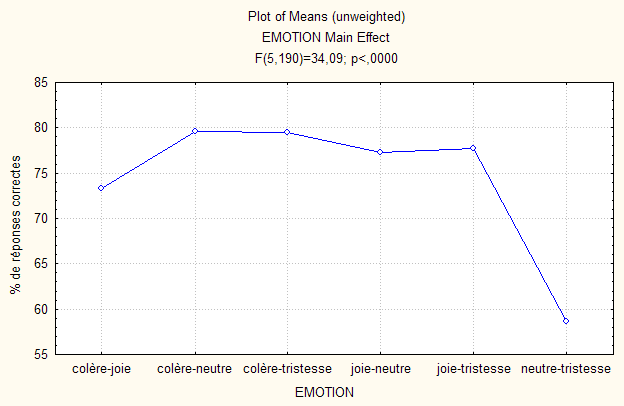 Plot of Means (unweighted)
EMOTION Main Effect
F(5,190)=34,09; p<,0000
% de réponses correctes
85
80
75
70
65
60
55
colère-joie colère-neutre colère-tristesse joie-neutre joie-tristesse neutre-tristesse
EMOTION